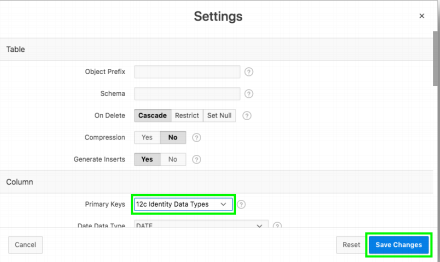 Settings
×
Table
Object Prefix
Schema
On Delete Cascade Restrict Set Null
Compression Yes No
Generate Inserts Yes No
Column
Primary Keys 12c Identity Data Types
Date Data Type DATE
Cancel Reset Save Changes